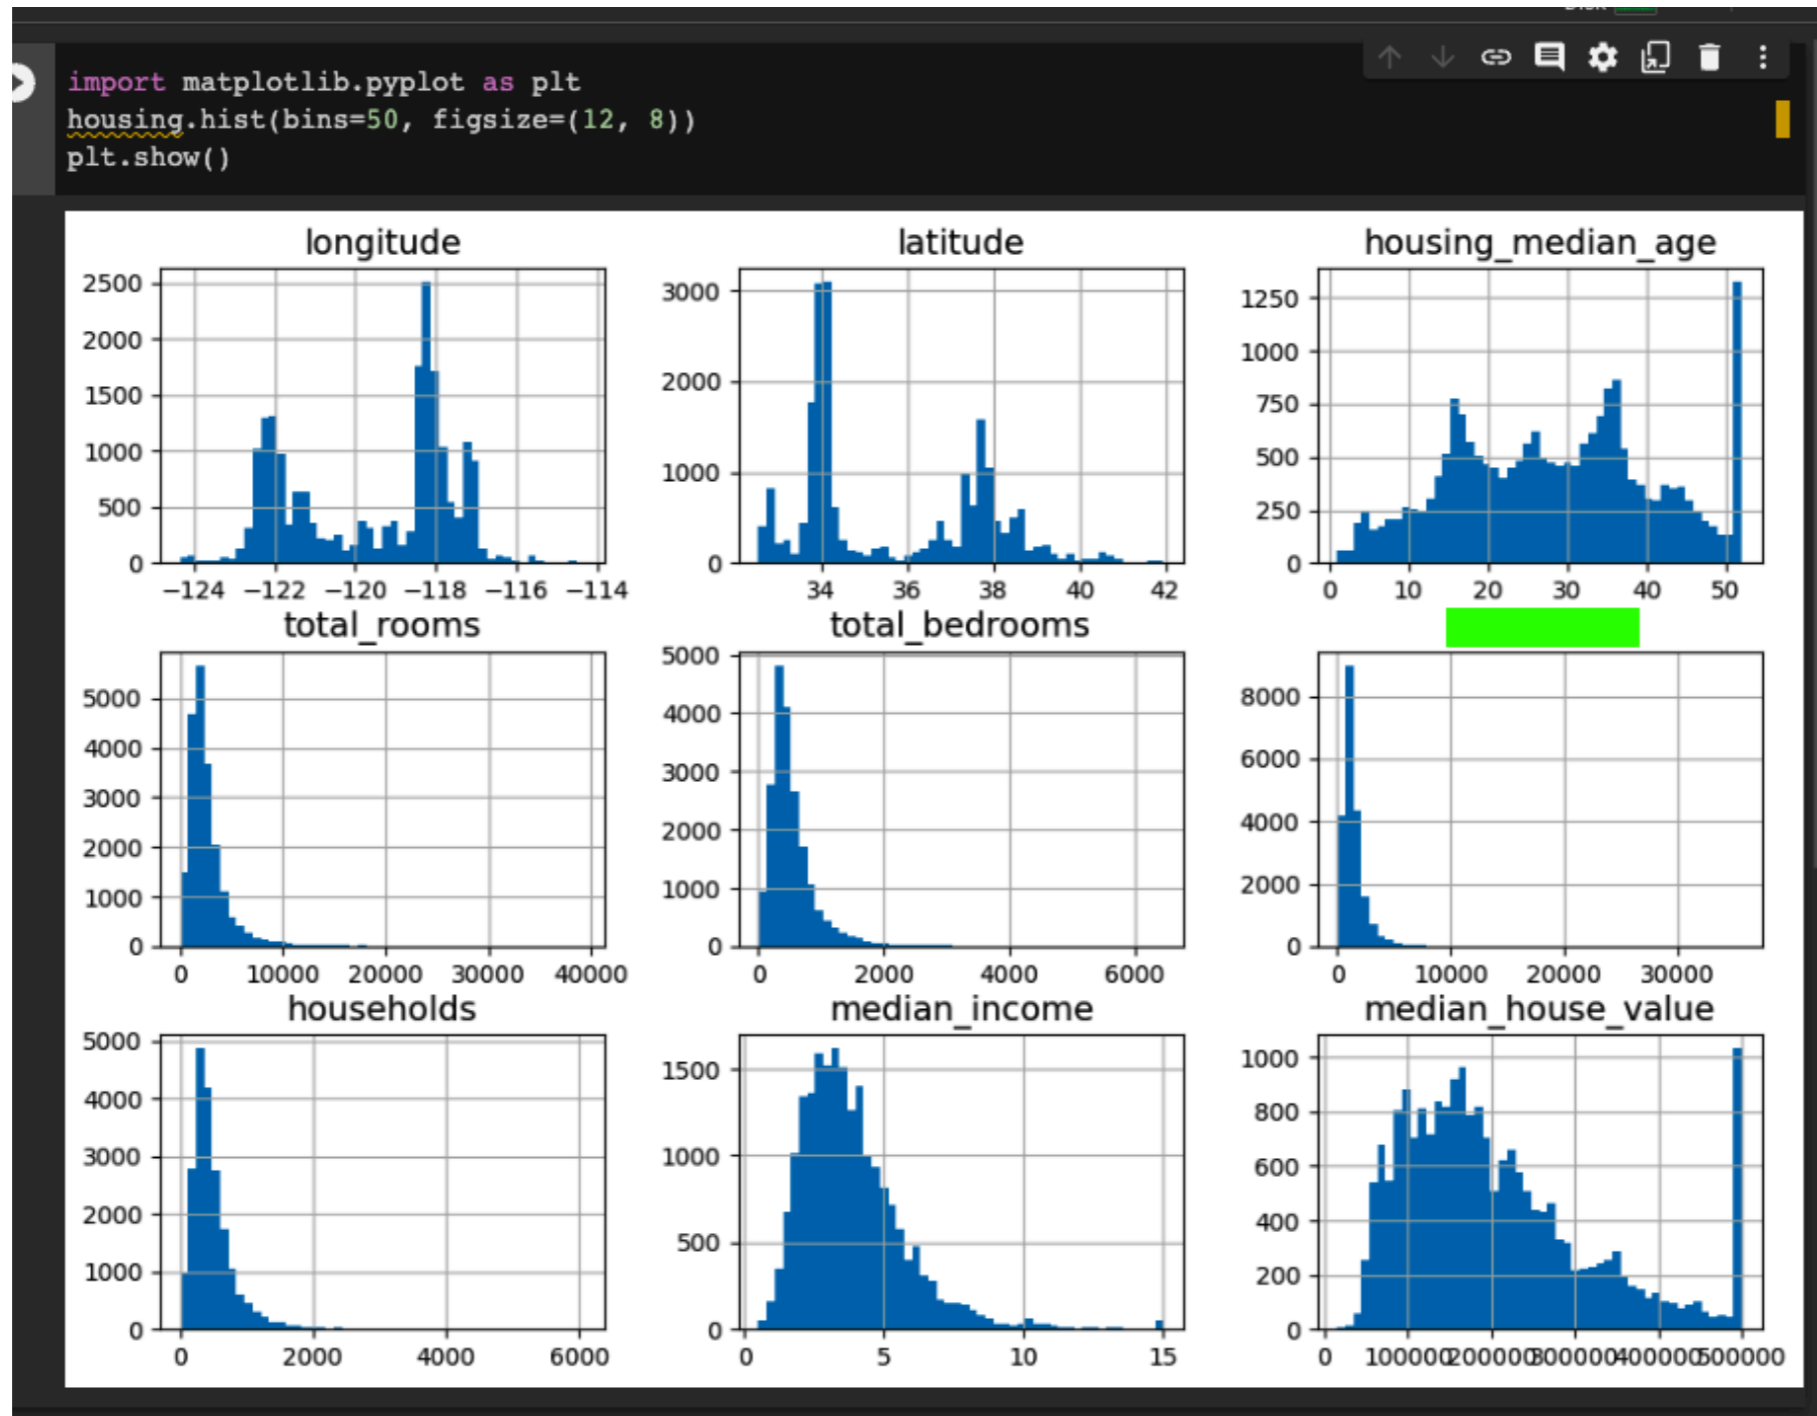 import matplotlib.pyplot as plt
housing.hist(bins=50, figsize=(12, 8))
plt.show()
longitude
2500
2000
1500
1000
500
0
−124 −122 −120 −118 −116 −114
latitude
3000
2000
1000
0
34 36 38 40 42
housing_median_age
1250
1000
750
500
250
0
0 10 20 30 40 50
total_rooms
5000
4000
3000
2000
1000
0
0 10000 20000 30000 40000
total_bedrooms
5000
4000
3000
2000
1000
0
0 2000 4000 6000
8000
6000
4000
2000
0
0 10000 20000 30000
households
5000
4000
3000
2000
1000
0
0 2000 4000 6000
median_income
1500
1000
500
0
0 5 10 15
median_house_value
1000
800
600
400
200
0
0 100000 200000 300000 400000 500000